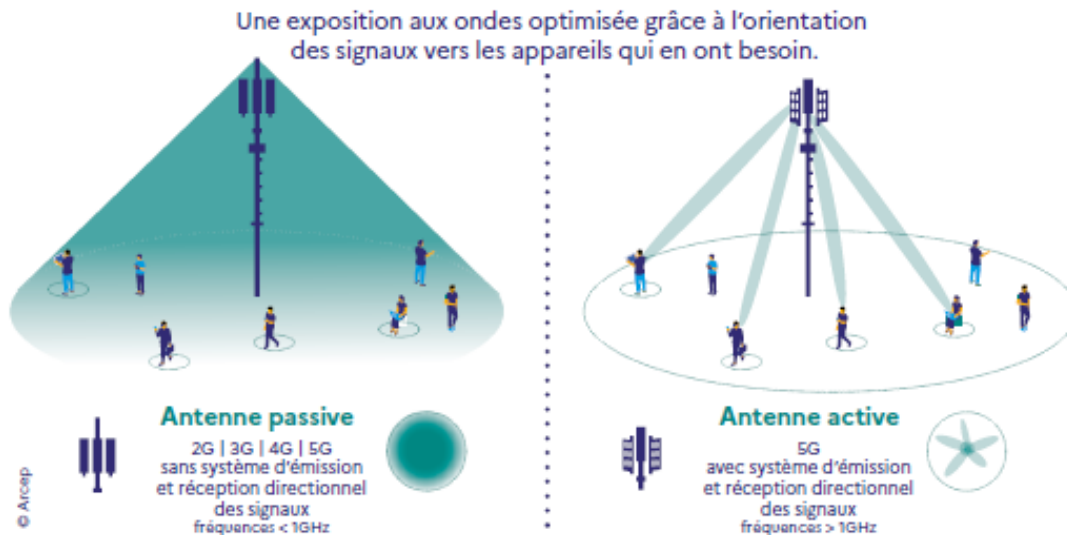 Une exposition aux ondes optimisée grâce à l'orientation
des signaux vers les appareils qui en ont besoin.
Antenne passive
2G | 3G | 4G | 5G
sans système d'émission
et réception directionnel
des signaux
fréquences < 1GHz
Antenne active
5G
avec système d'émission
et réception directionnel
des signaux
fréquences > 1GHz
© Arcep